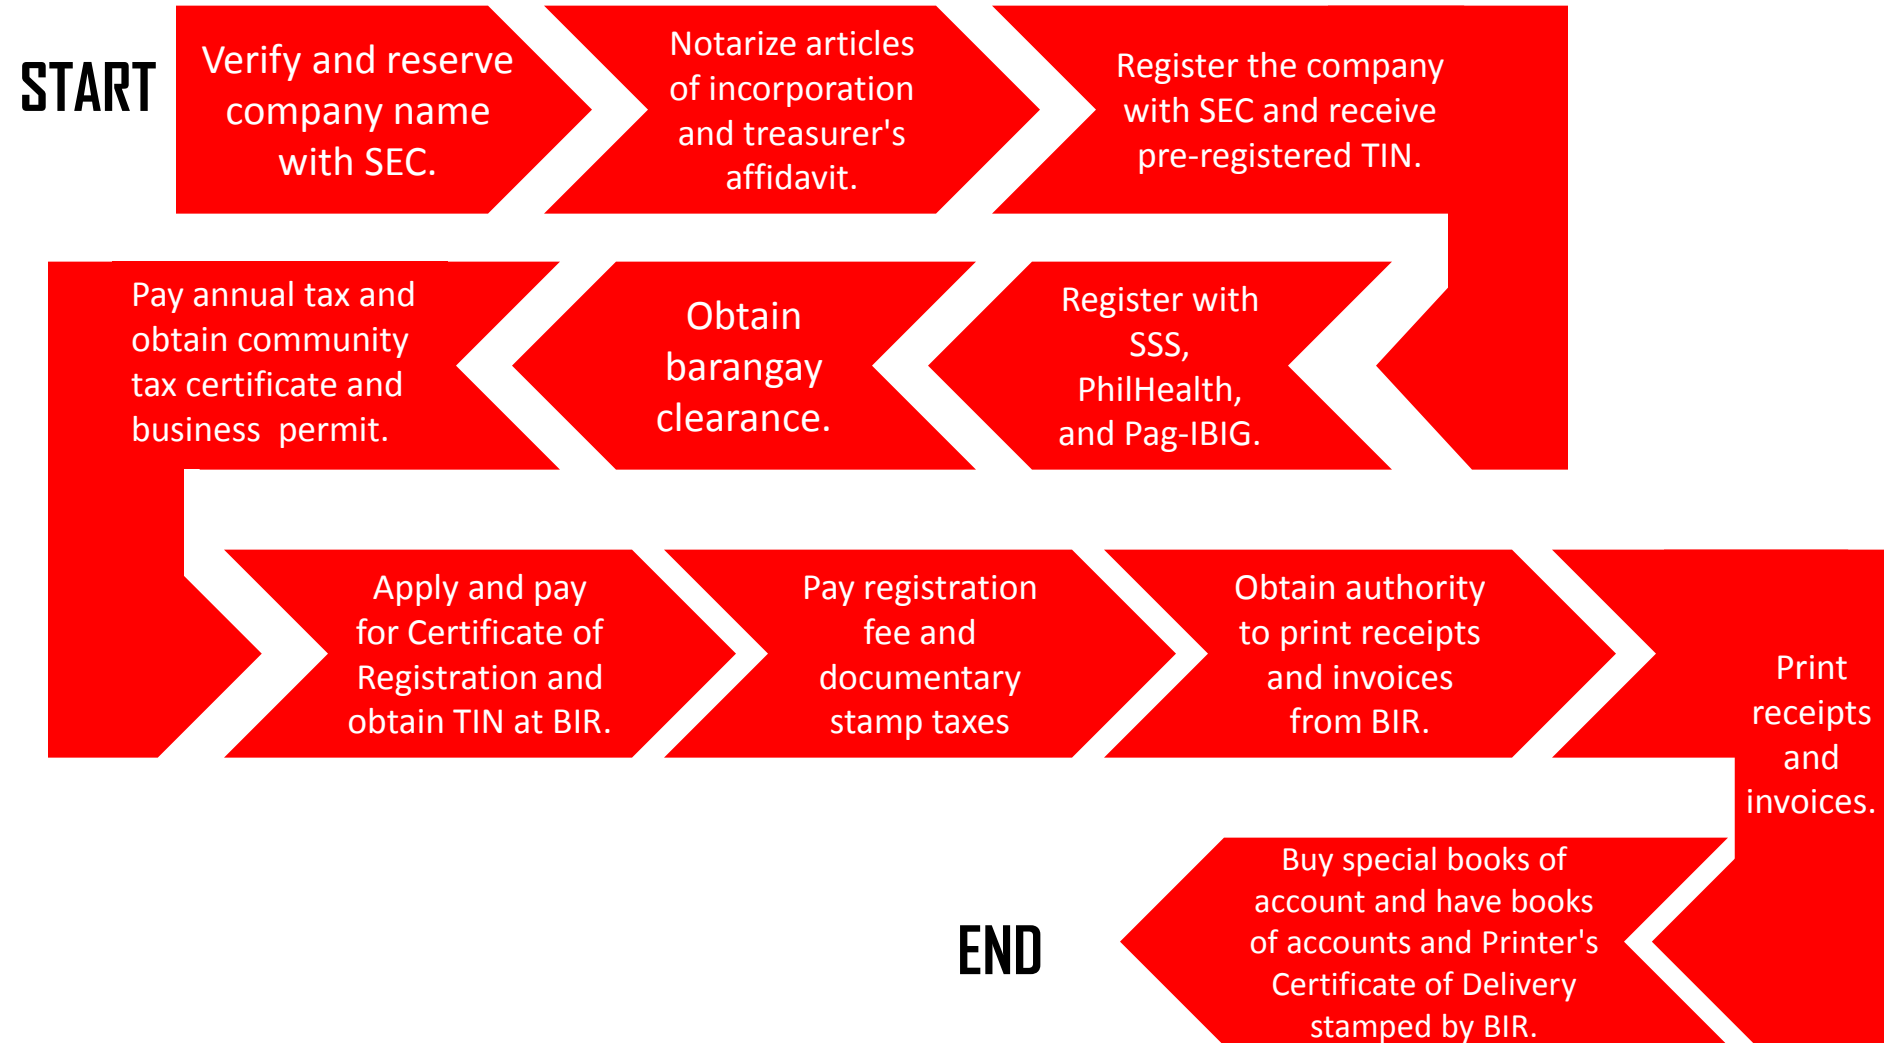 START
Verify and reserve
company name
with SEC.
Notarize articles
of incorporation
and treasurer's
affidavit.
Register the company
with SEC and receive
pre-registered TIN.
Register with
SSS,
PhilHealth,
and Pag-IBIG.
Obtain
barangay
clearance.
Pay annual tax and
obtain community
tax certificate and
business  permit.
Apply and pay
for Certificate of
Registration and
obtain TIN at BIR.
Pay registration
fee and
documentary
stamp taxes
Obtain authority
to print receipts
and invoices
from BIR.
Print
receipts
and
invoices.
Buy special books of
account and have books
of accounts and Printer's
Certificate of Delivery
stamped by BIR.
END